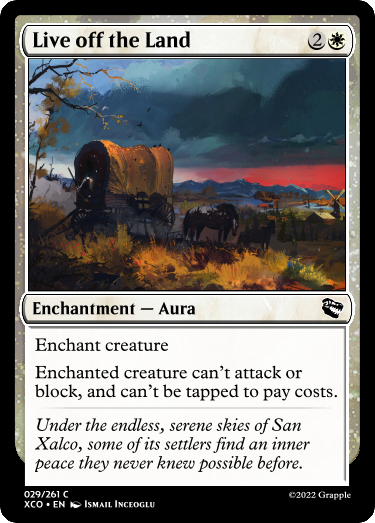 Live off the Land 2
Enchantment — Aura
Enchant creature
Enchanted creature can't attack or
block, and can't be tapped to pay costs.
Under the endless, serene skies of San
Xalco, some of its settlers find an inner
peace they never knew possible before.
029/261 C
XCO • EN Ismail Inceoglu
©2022 Grapple